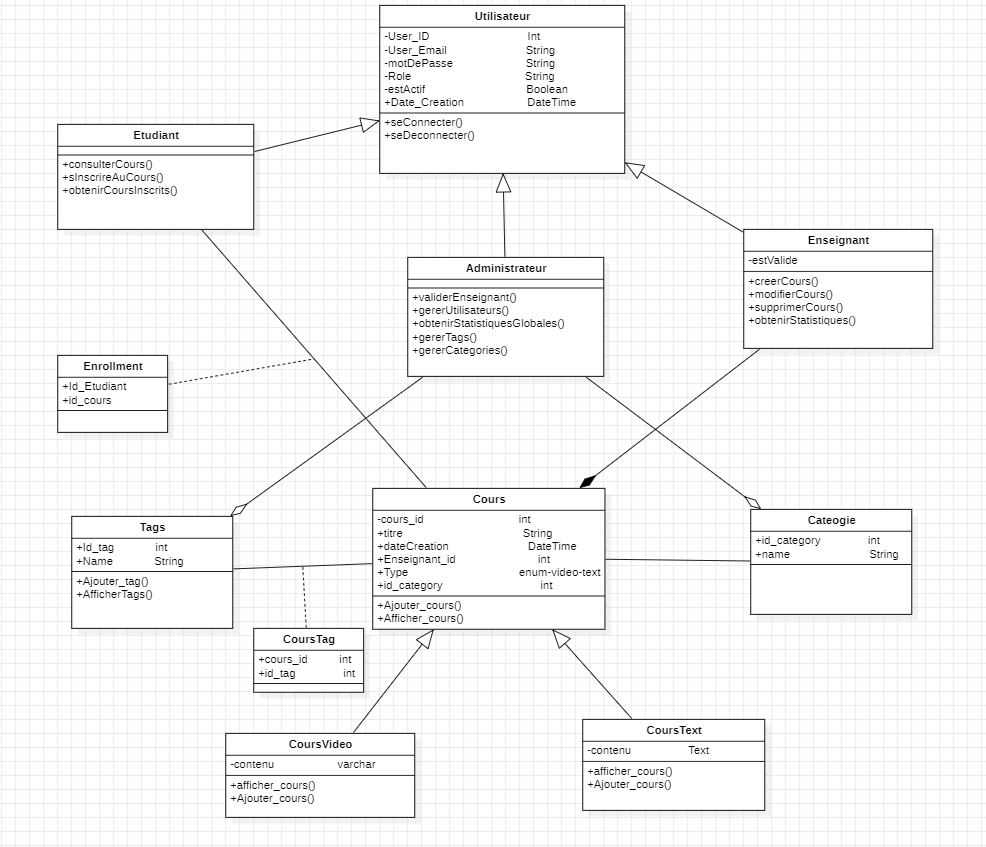 Utilisateur
-User_ID Int
-User_Email String
-motDePasse String
-Role String
-estActif Boolean
+Date_Creation DateTime
+seConnecter()
+seDeconnecter()
Etudiant
+consulterCours()
+sInscrireAuCours()
+obtenirCoursInscrits()
Administrateur
+validerEnseignant()
+gererUtilisateurs()
+obtenirStatistiquesGlobales()
+gererTags()
+gererCategories()
Enseignant
-estValide
+creerCours()
+modifierCours()
+supprimerCours()
+obtenirStatistiques()
Enrollment
+Id_Etudiant
+id_cours
Tags
+Id_tag int
+Name String
+Ajouter_tag()
+AfficherTags()
Cours
-cours_id int
+titre String
+dateCreation DateTime
+Enseignant_id int
+Type enum-video-text
+id_category int
+Ajouter_cours()
+Afficher_cours()
Cateogie
+id_category int
+name String
CoursTag
+cours_id int
+id_tag int
CoursVideo
-contenu varchar
+afficher_cours()
+Ajouter_cours()
CoursText
-contenu Text
+afficher_cours()
+Ajouter_cours()